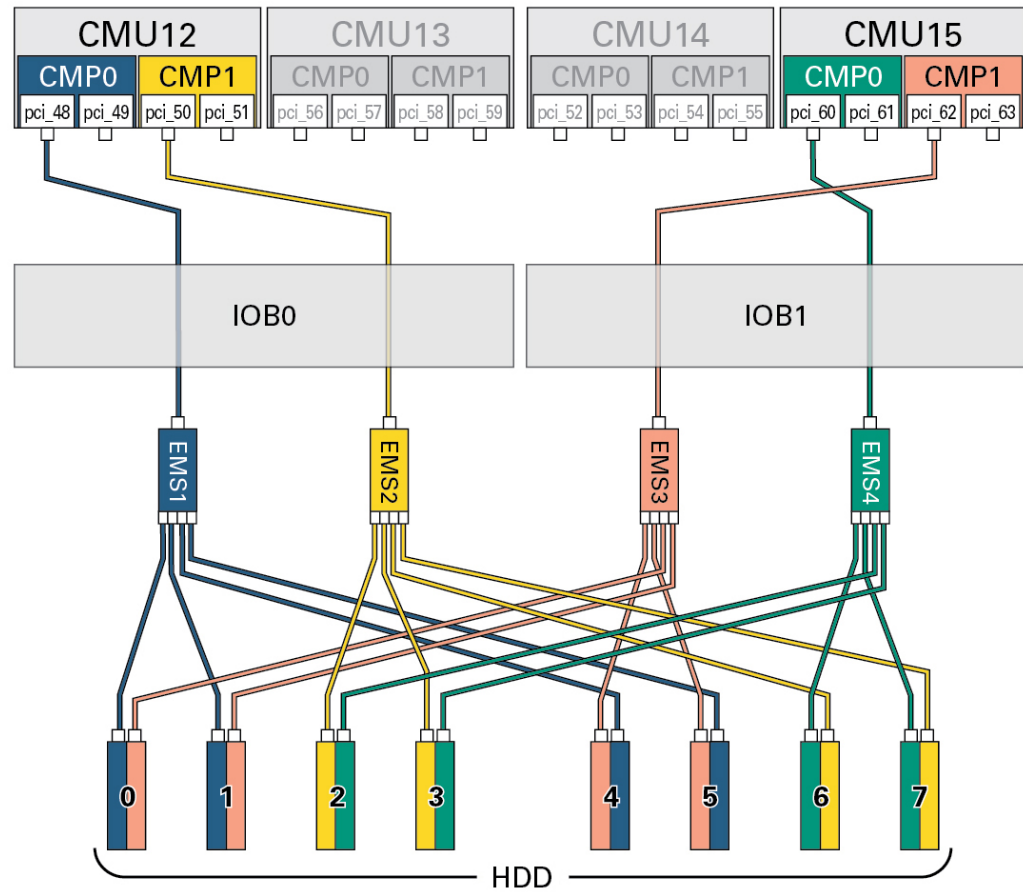 CMU12 CMU13 CMU14 CMU15
CMP0 CMP1 CMP0 CMP1 CMP0 CMP1 CMP0 CMP1
pci_48 pci_49 pci_50 pci_51 pci_56 pci_57 pci_58 pci_59 pci_52 pci_53 pci_54 pci_55 pci_60 pci_61 pci_62 pci_63
IOB0 IOB1
EMS1 EMS2 EMS3 EMS4
0 1 2 3 4 5 6 7
HDD